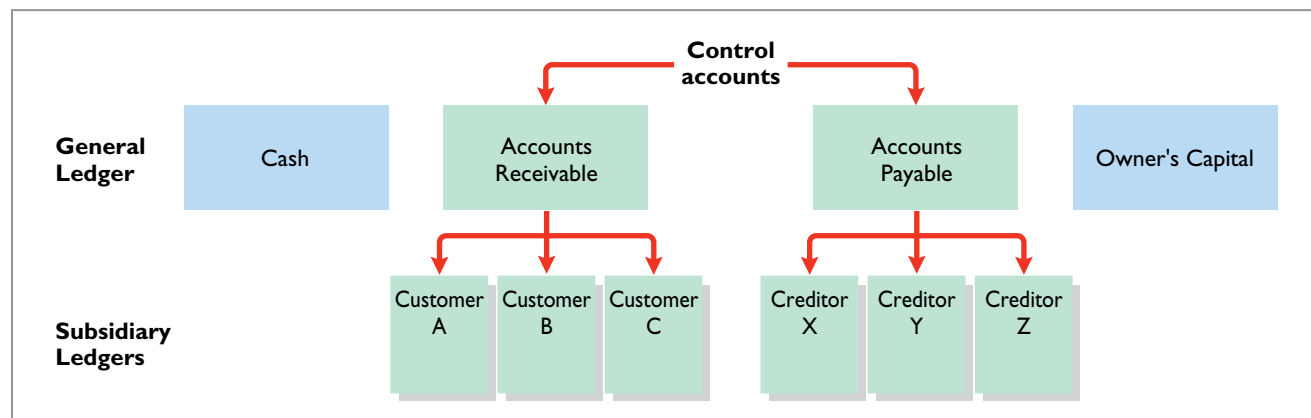 Control
accounts
General
Ledger
Cash
Accounts
Receivable
Accounts
Payable
Owner's Capital
Subsidiary
Ledgers
Customer
A
Customer
B
Customer
C
Creditor
X
Creditor
Y
Creditor
Z